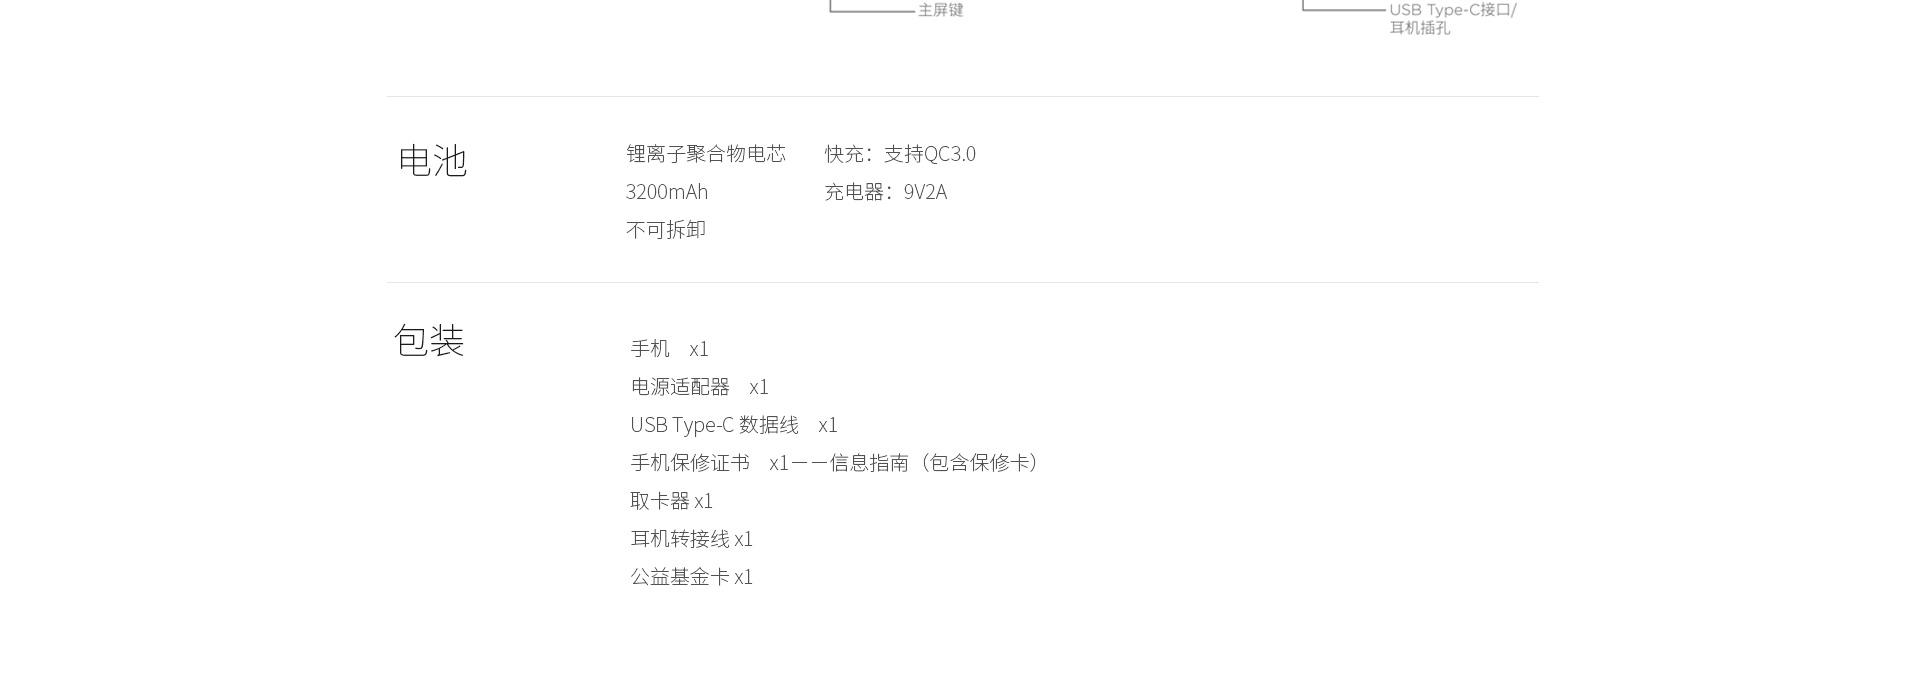 主屏键
USB Type-C接口/
耳机插孔
电池
锂离子聚合物电芯 快充：支持QC3.0
3200mAh 充电器：9V2A
不可拆卸
包装
手机 x1
电源适配器 x1
USB Type-C 数据线 x1
手机保修证书 x1——信息指南（包含保修卡）
取卡器 x1
耳机转接线 x1
公益基金卡 x1